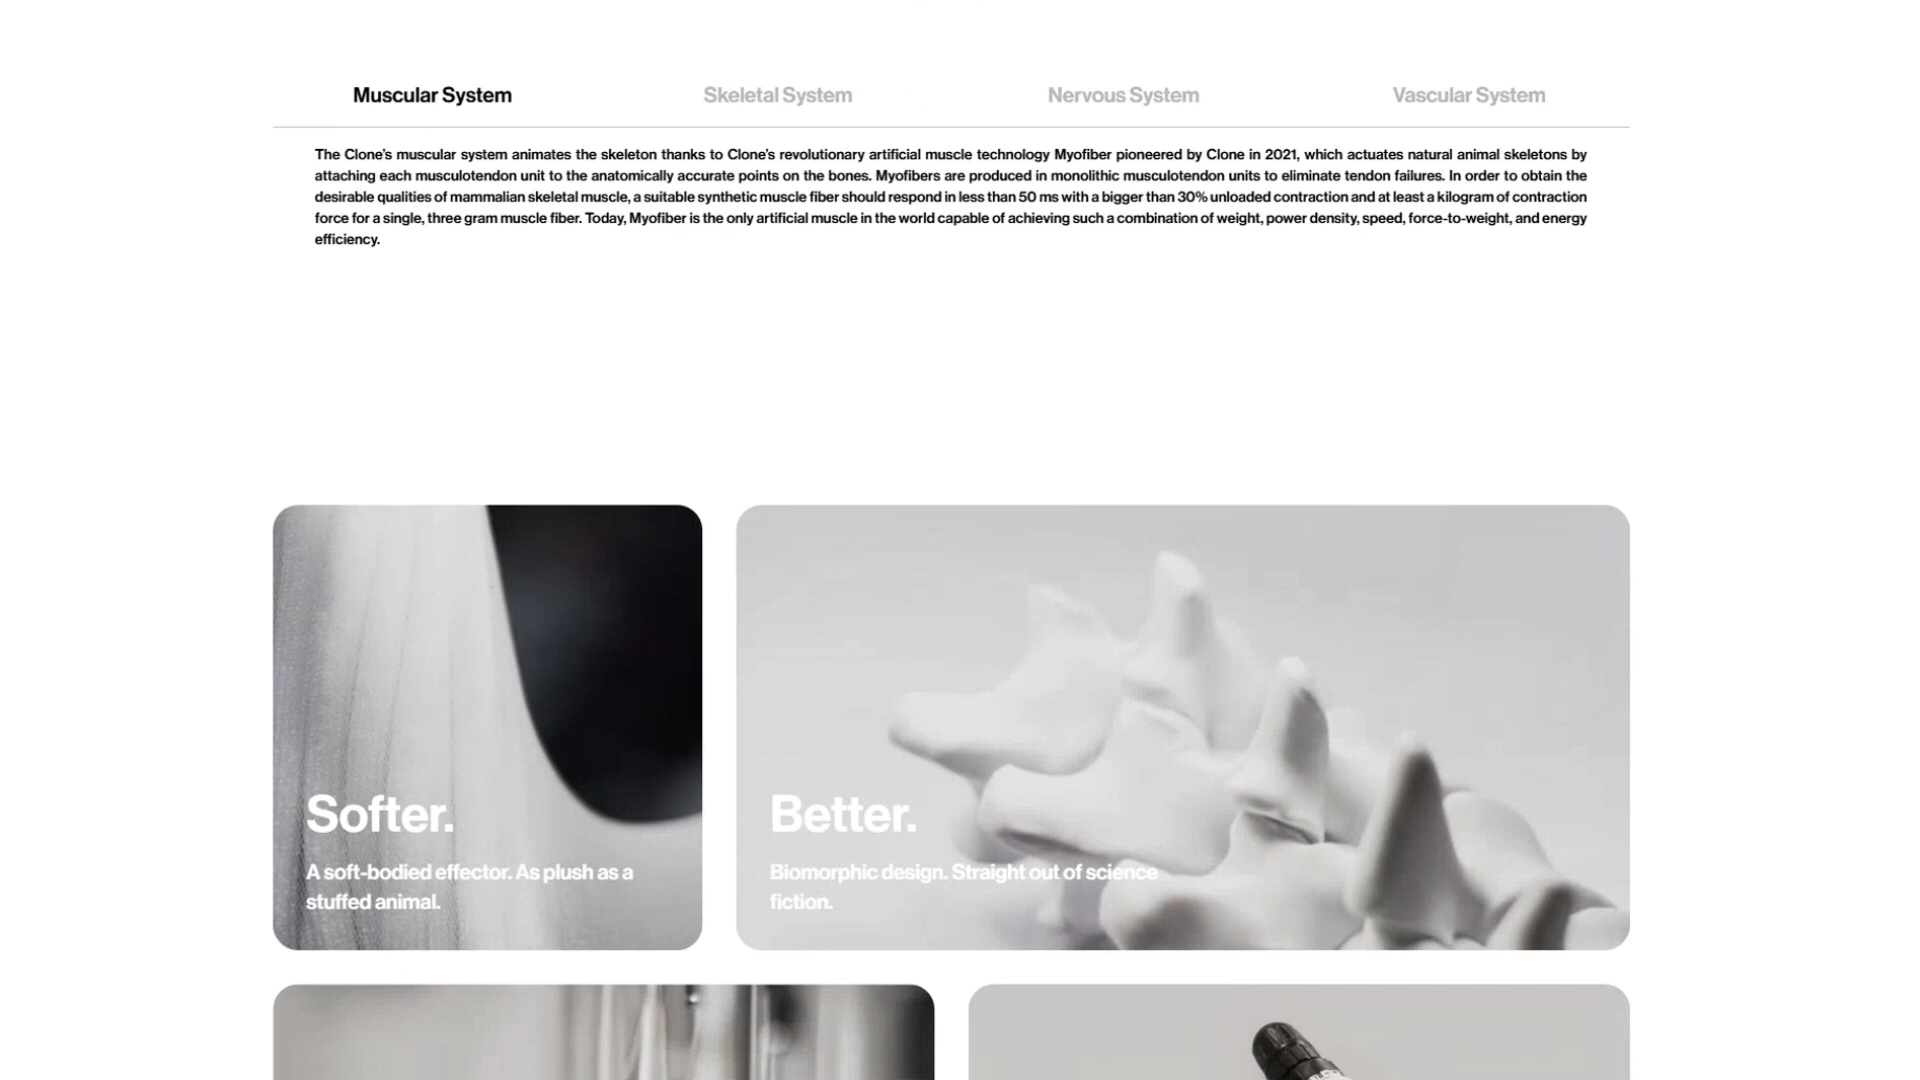 Muscular System
Skeletal System
Nervous System
Vascular System
The Clone's muscular system animates the skeleton thanks to Clone's revolutionary artificial muscle technology Myofiber pioneered by Clone in 2021, which actuates natural animal skeletons by
attaching each musculotendon unit to the anatomically accurate points on the bones. Myofibers are produced in monolithic musculotendon units to eliminate tendon failures. In order to obtain the
desirable qualities of mammalian skeletal muscle, a suitable synthetic muscle fiber should respond in less than 50 ms with a bigger than 30% unloaded contraction and at least a kilogram of contraction
force for a single, three gram muscle fiber. Today, Myofiber is the only artificial muscle in the world capable of achieving such a combination of weight, power density, speed, force-to-weight, and energy
efficiency.
Softer.
A soft-bodied effector. As plush as a
stuffed animal.
Better.
Biomorphic design. Straight out of science
fiction.